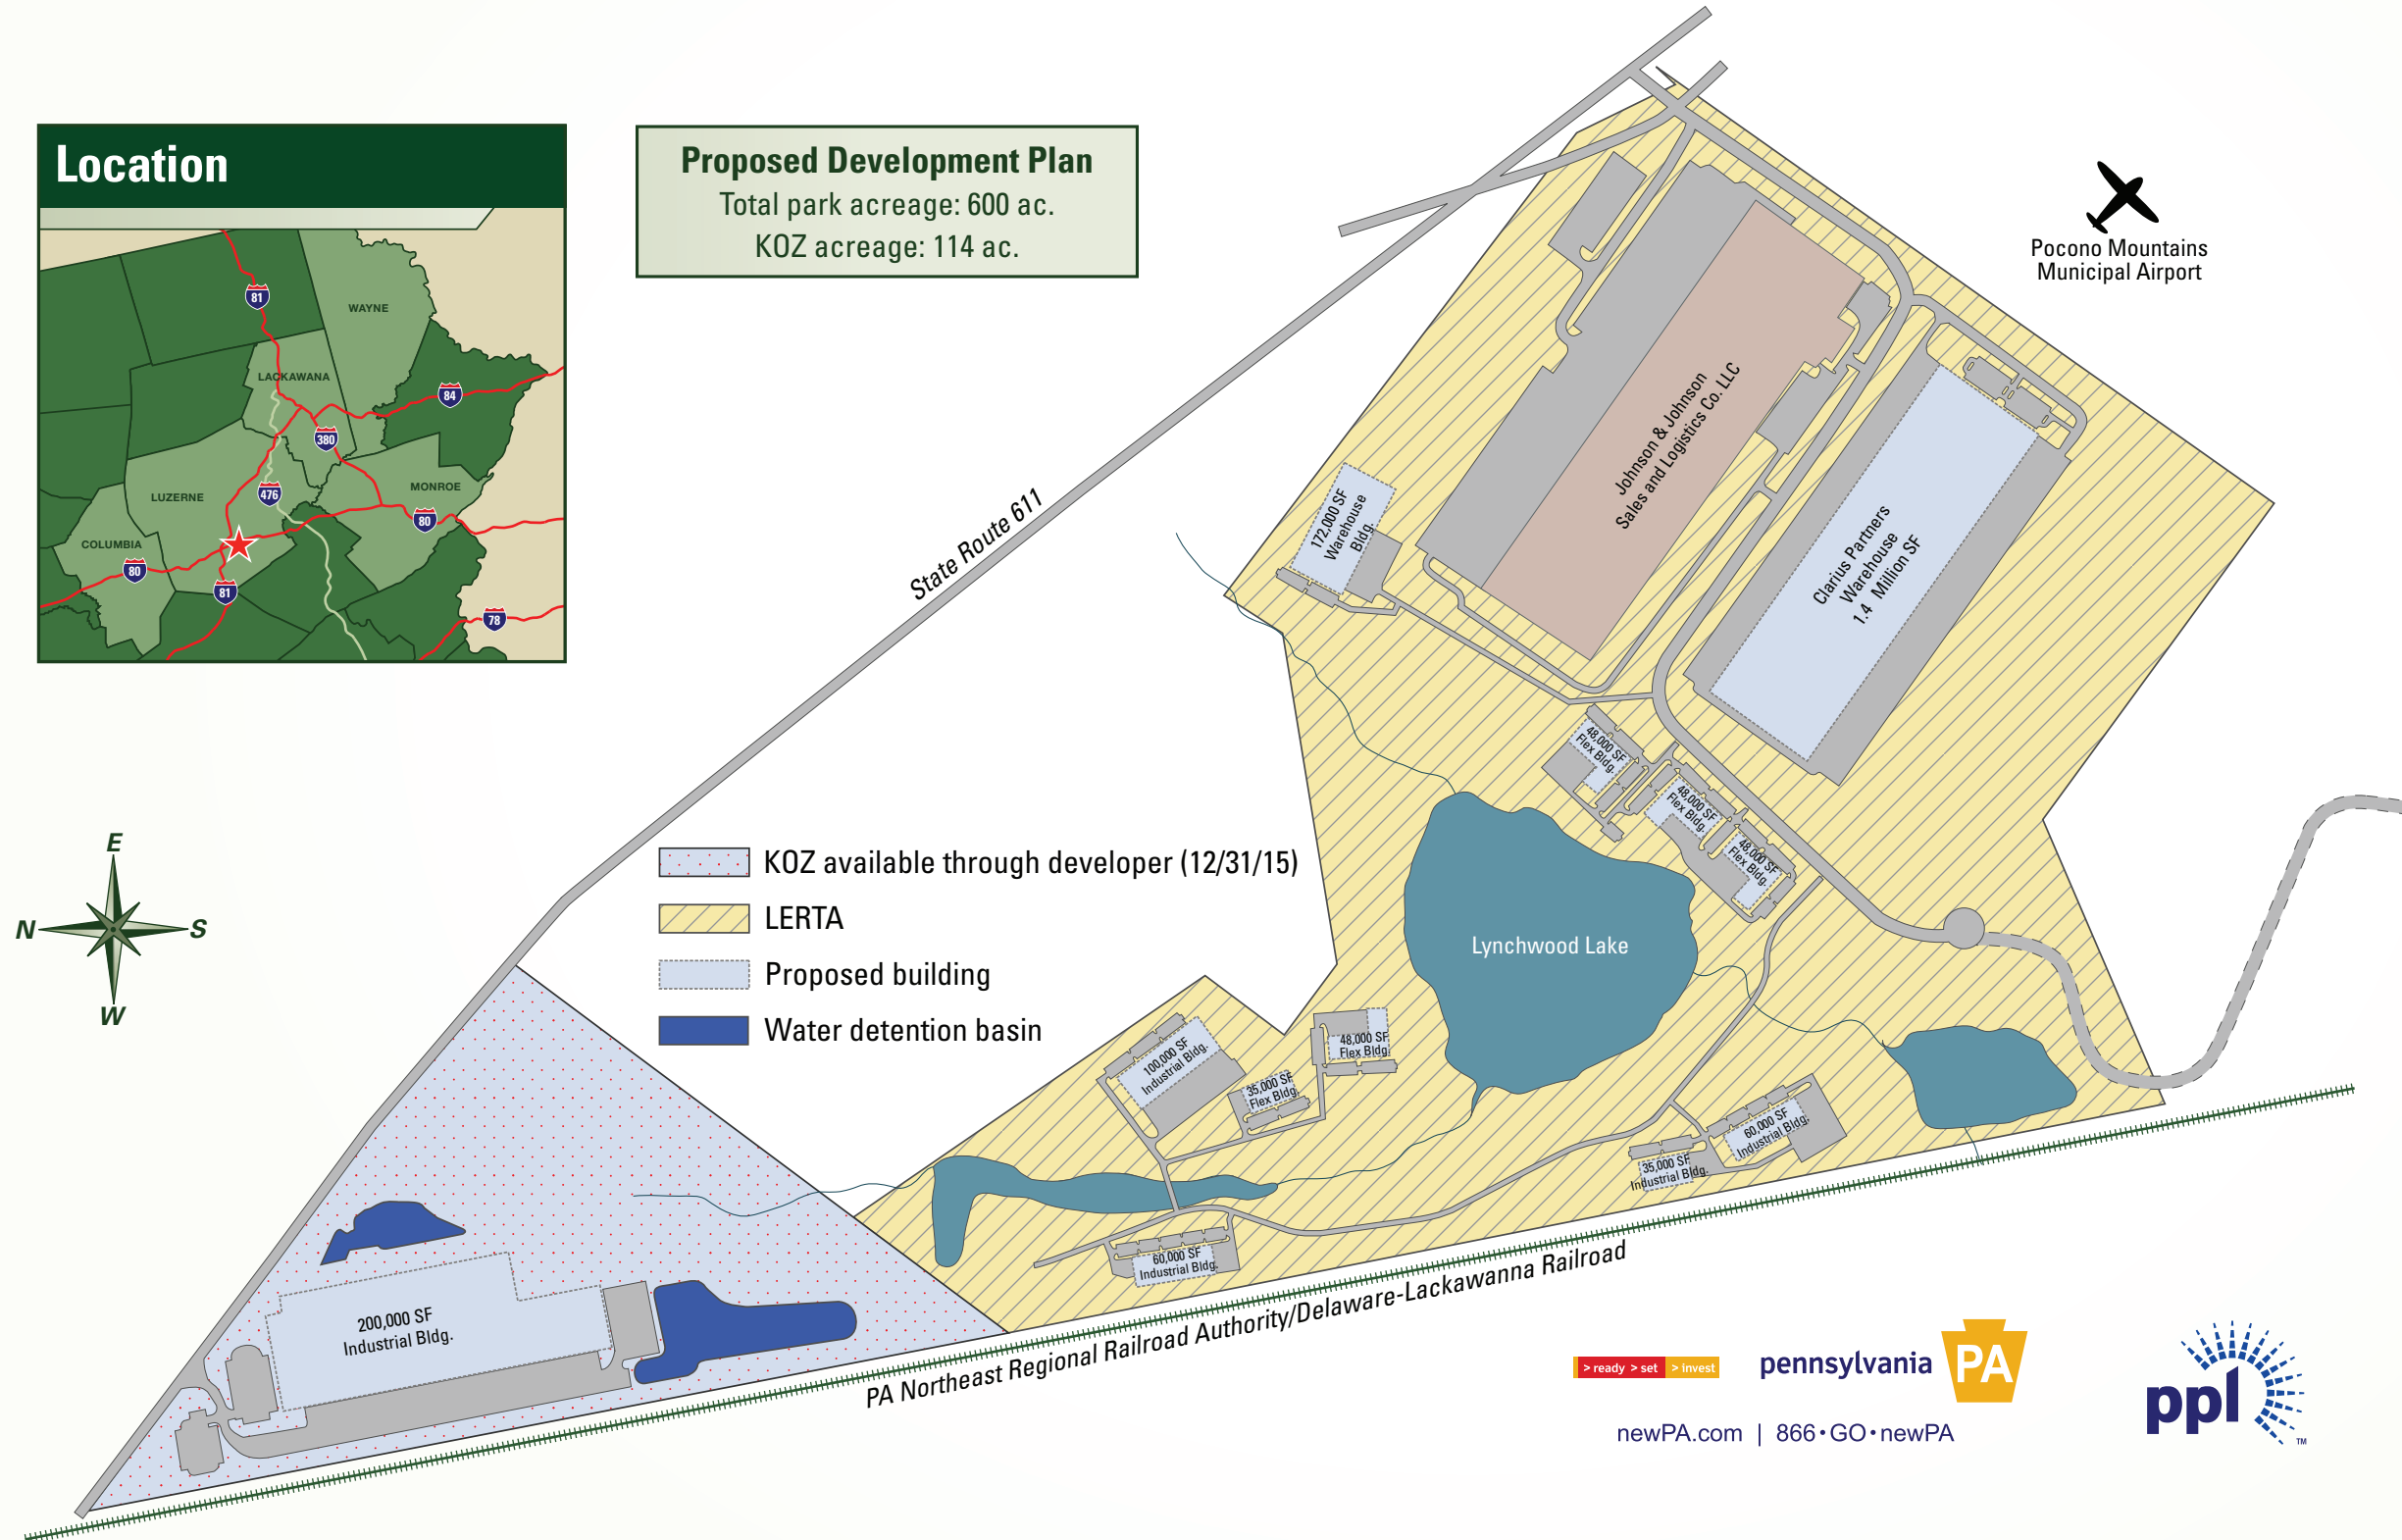 Location
81
WAYNE
LACKAWANA
84
380
LUZERNE
476
MONROE
80
COLUMBIA
80
81
78
Proposed Development Plan
Total park acreage: 600 ac.
KOZ acreage: 114 ac.
Pocono Mountains
Municipal Airport
State Route 611
Johnson & Johnson
Sales and Logistics Co. LLC
172,000 SF
Warehouse
Bldg.
Clarius Partners
Warehouse
1.4 Million SF
48,000 SF
Flex Bldg.
48,000 SF
Flex Bldg.
48,000 SF
Flex Bldg.
E
N
S
W
KOZ available through developer (12/31/15)
LERTA
Proposed building
Water detention basin
Lynchwood Lake
100,000 SF
Industrial Bldg.
35,000 SF
Flex Bldg.
48,000 SF
Flex Bldg.
60,000 SF
Industrial Bldg.
35,000 SF
Industrial Bldg.
60,000 SF
Industrial Bldg.
200,000 SF
Industrial Bldg.
PA Northeast Regional Railroad Authority/Delaware-Lackawanna Railroad
> ready > set > invest
pennsylvania
PA
newPA.com | 866•GO•newPA
ppl
TM